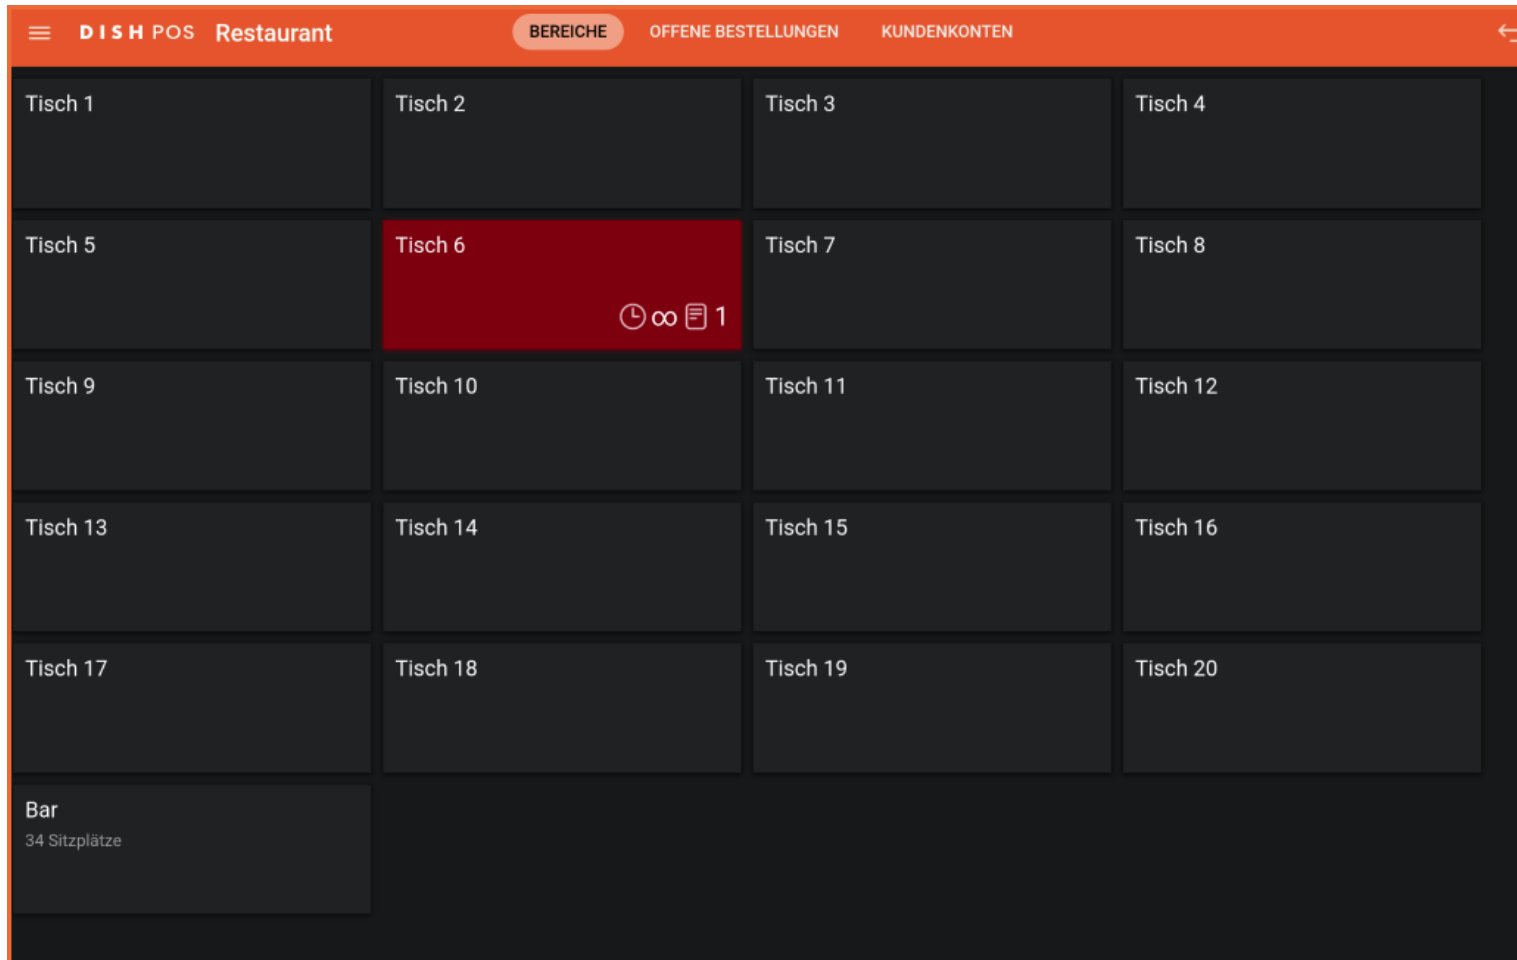 DISH POS Restaurant BEREICHE OFFENE BESTELLUNGEN KUNDENKONTEN
Tisch 1 Tisch 2 Tisch 3 Tisch 4
Tisch 5 Tisch 6 Tisch 7 Tisch 8
∞ 1
Tisch 9 Tisch 10 Tisch 11 Tisch 12
Tisch 13 Tisch 14 Tisch 15 Tisch 16
Tisch 17 Tisch 18 Tisch 19 Tisch 20
Bar
34 Sitzplätze